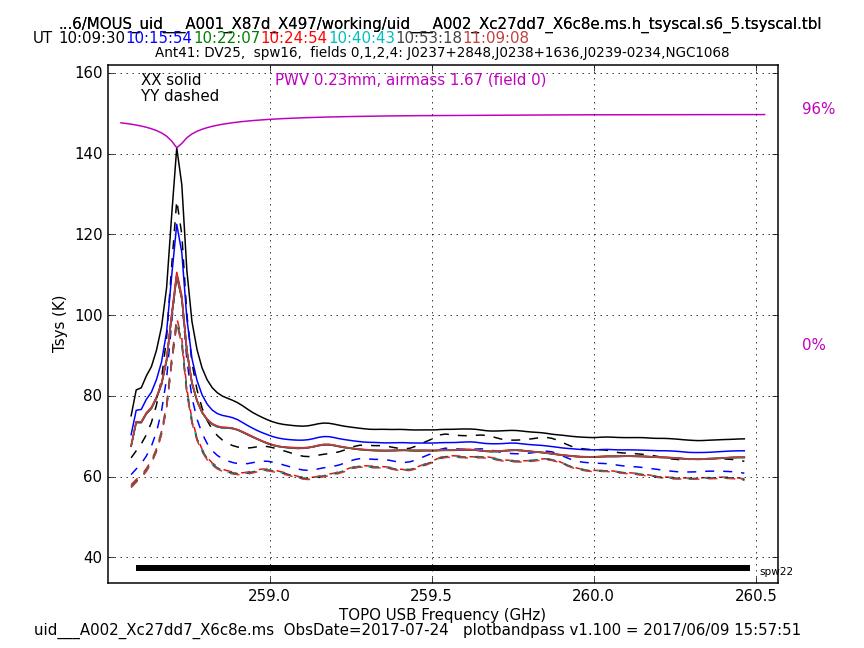 ...6/MOUS_uid___A001_X87d_X497/working/uid___A002_Xc27dd7_X6c8e.ms.h_tsyscal.s6_5.tsyscal.tbl
UT 10:09:30 10:15:54 10:22:07 10:24:54 10:40:43 10:53:18 11:09:08
Ant41: DV25, spw16, fields 0,1,2,4: J0237+2848,J0238+1636,J0239-0234,NGC1068
XX solid
YY dashed
PWV 0.23mm, airmass 1.67 (field 0)
96%
0%
160
140
120
100
80
60
40
Tsys (K)
spw22
259.0 259.5 260.0 260.5
TOPO USB Frequency (GHz)
uid___A002_Xc27dd7_X6c8e.ms ObsDate=2017-07-24 plotbandpass v1.100 = 2017/06/09 15:57:51